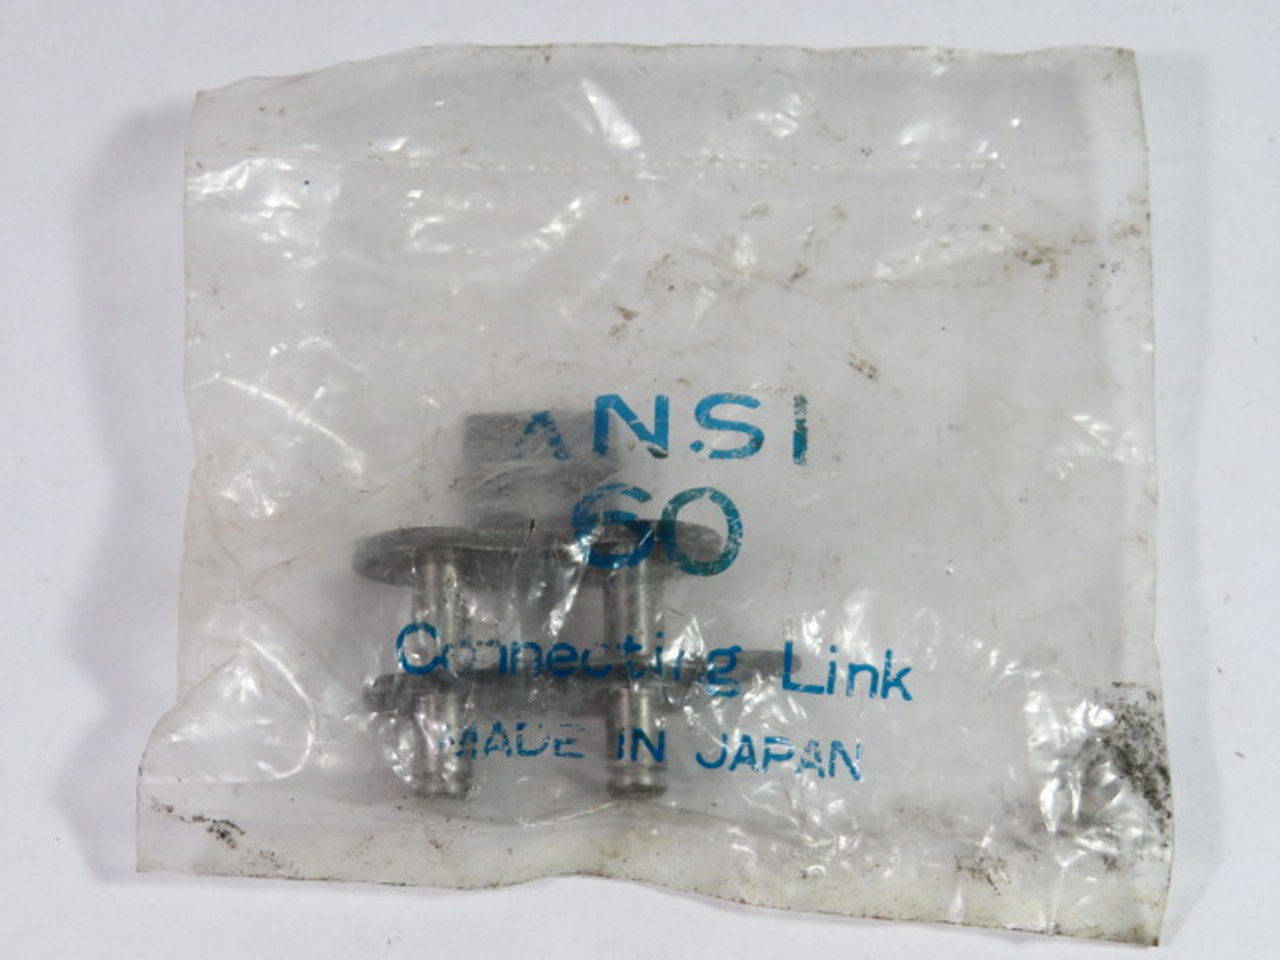 ANSI
60
Connecting Link
MADE IN JAPAN